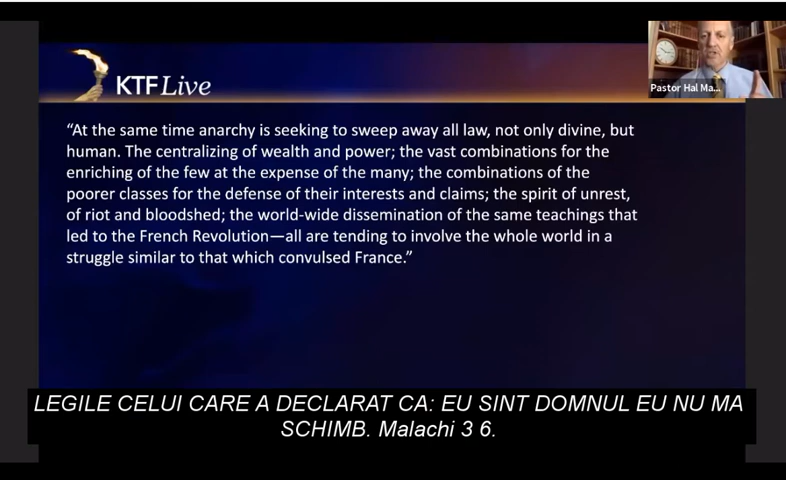 KTF Live
Pastor Hal Ma...
“At the same time anarchy is seeking to sweep away all law, not only divine, but
human. The centralizing of wealth and power; the vast combinations for the
enriching of the few at the expense of the many; the combinations of the
poorer classes for the defense of their interests and claims; the spirit of unrest,
of riot and bloodshed; the world-wide dissemination of the same teachings that
led to the French Revolution—all are tending to involve the whole world in a
struggle similar to that which convulsed France.”
LEGILE CELUI CARE A DECLARAT CA: EU SINT DOMNUL EU NU MA
SCHIMB. Malachi 3 6.